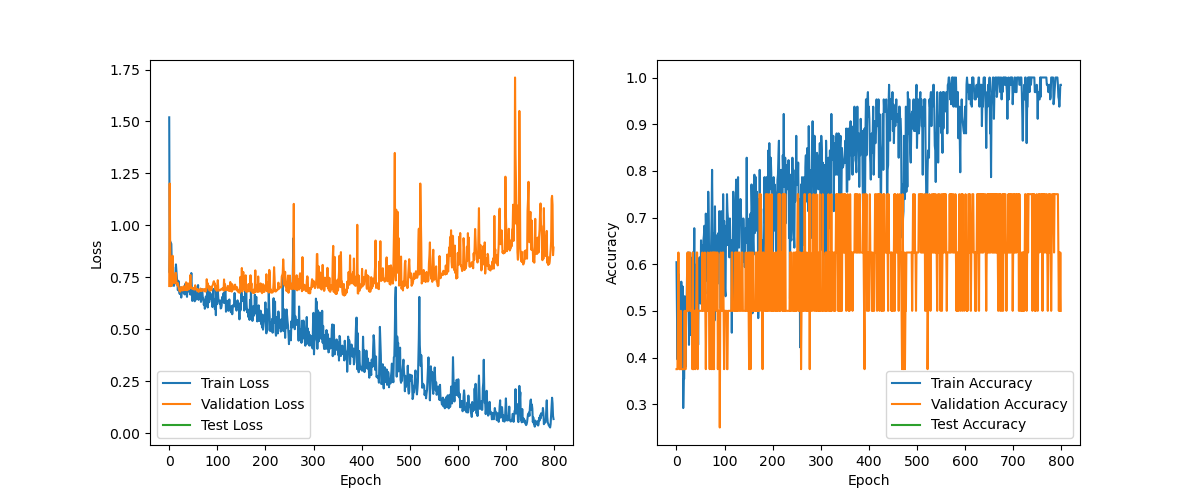 1.75
1.50
1.25
1.00
0.75
0.50
0.25
0.00
Loss
0 100 200 300 400 500 600 700 800
Epoch
Train Loss
Validation Loss
Test Loss
1.0
0.9
0.8
0.7
0.6
0.5
0.4
0.3
Accuracy
0 100 200 300 400 500 600 700 800
Epoch
Train Accuracy
Validation Accuracy
Test Accuracy